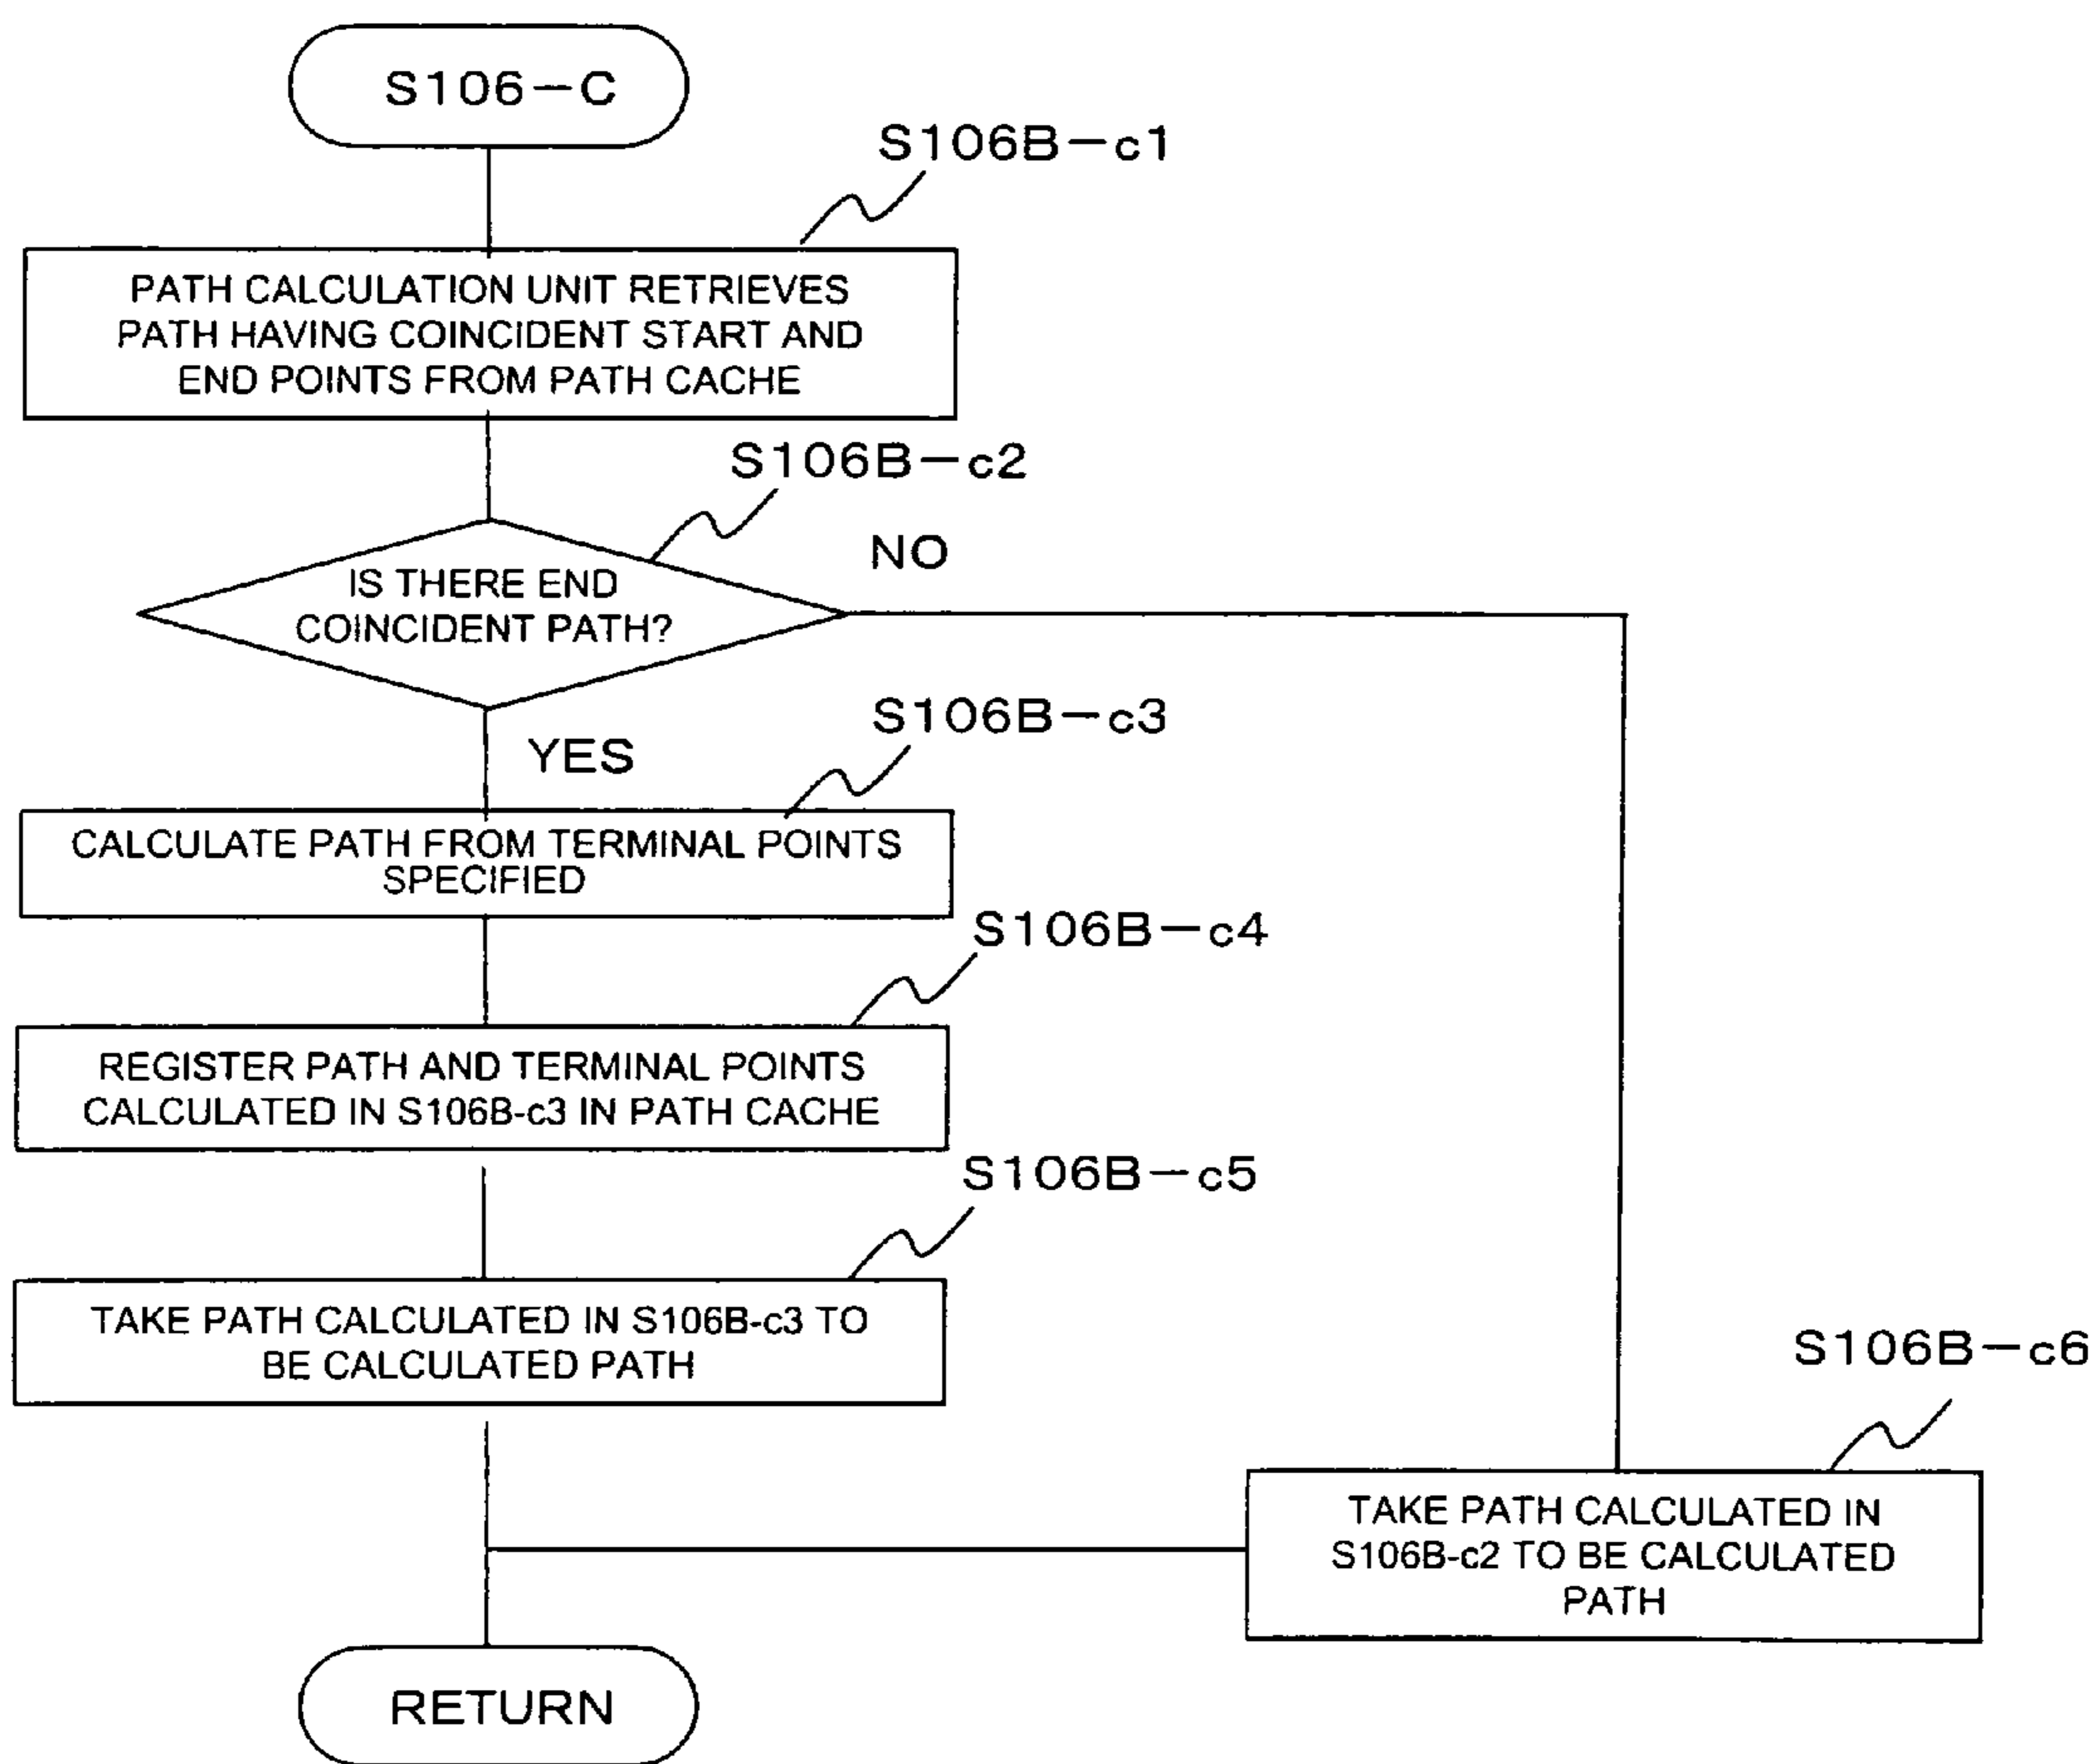 S106-C
S106B-c1
PATH CALCULATION UNIT RETRIEVES
PATH HAVING COINCIDENT START AND
END POINTS FROM PATH CACHE
S106B-c2
NO
IS THERE END
COINCIDENT PATH?
YES
S106B-c3
CALCULATE PATH FROM TERMINAL POINTS
SPECIFIED
S106B-c4
REGISTER PATH AND TERMINAL POINTS
CALCULATED IN S106B-c3 IN PATH CACHE
S106B-c5
TAKE PATH CALCULATED IN S106B-c3 TO
BE CALCULATED PATH
S106B-c6
TAKE PATH CALCULATED IN
S106B-c2 TO BE CALCULATED
PATH
RETURN